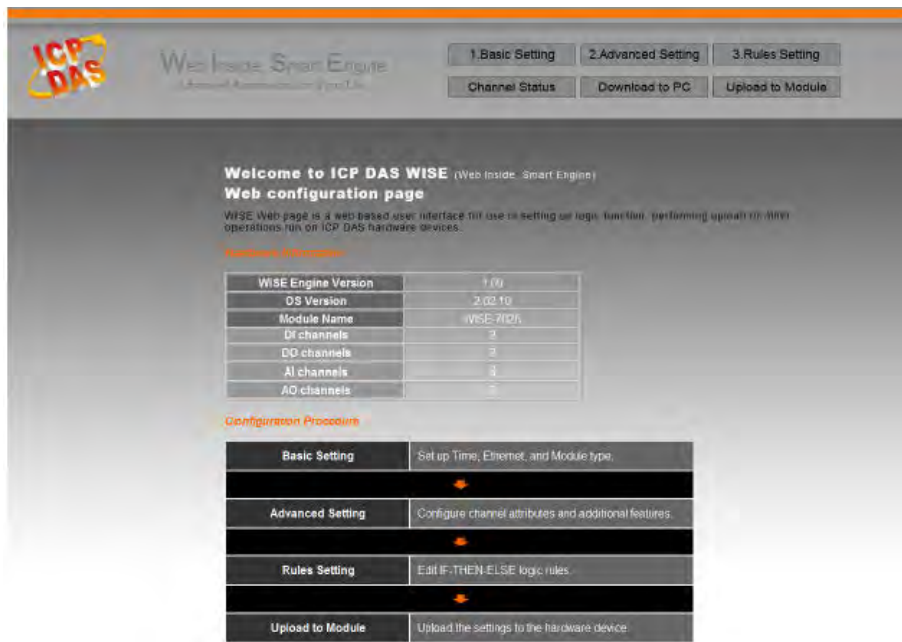 ICP
DAS
Web Inside, Smart Engine
1.Basic Setting
2.Advanced Setting
3.Rules Setting
Channel Status
Download to PC
Upload to Module
Welcome to ICP DAS WISE (Web Inside, Smart Engine)
Web configuration page
WISE Web page is a web based user interface for use in setting up logic function, performing upload or other
operations run on ICP DAS hardware devices.
WISE Engine Version
OS Version 2.02.10
Module Name
DI channels
DO channels
AI channels
AO channels
Configuration Procedure
Basic Setting Set up Time, Ethernet, and Module type.
Advanced Setting Configure channel attributes and additional features.
Rules Setting Edit IF-THEN-ELSE logic rules.
Upload to Module Upload the settings to the hardware device